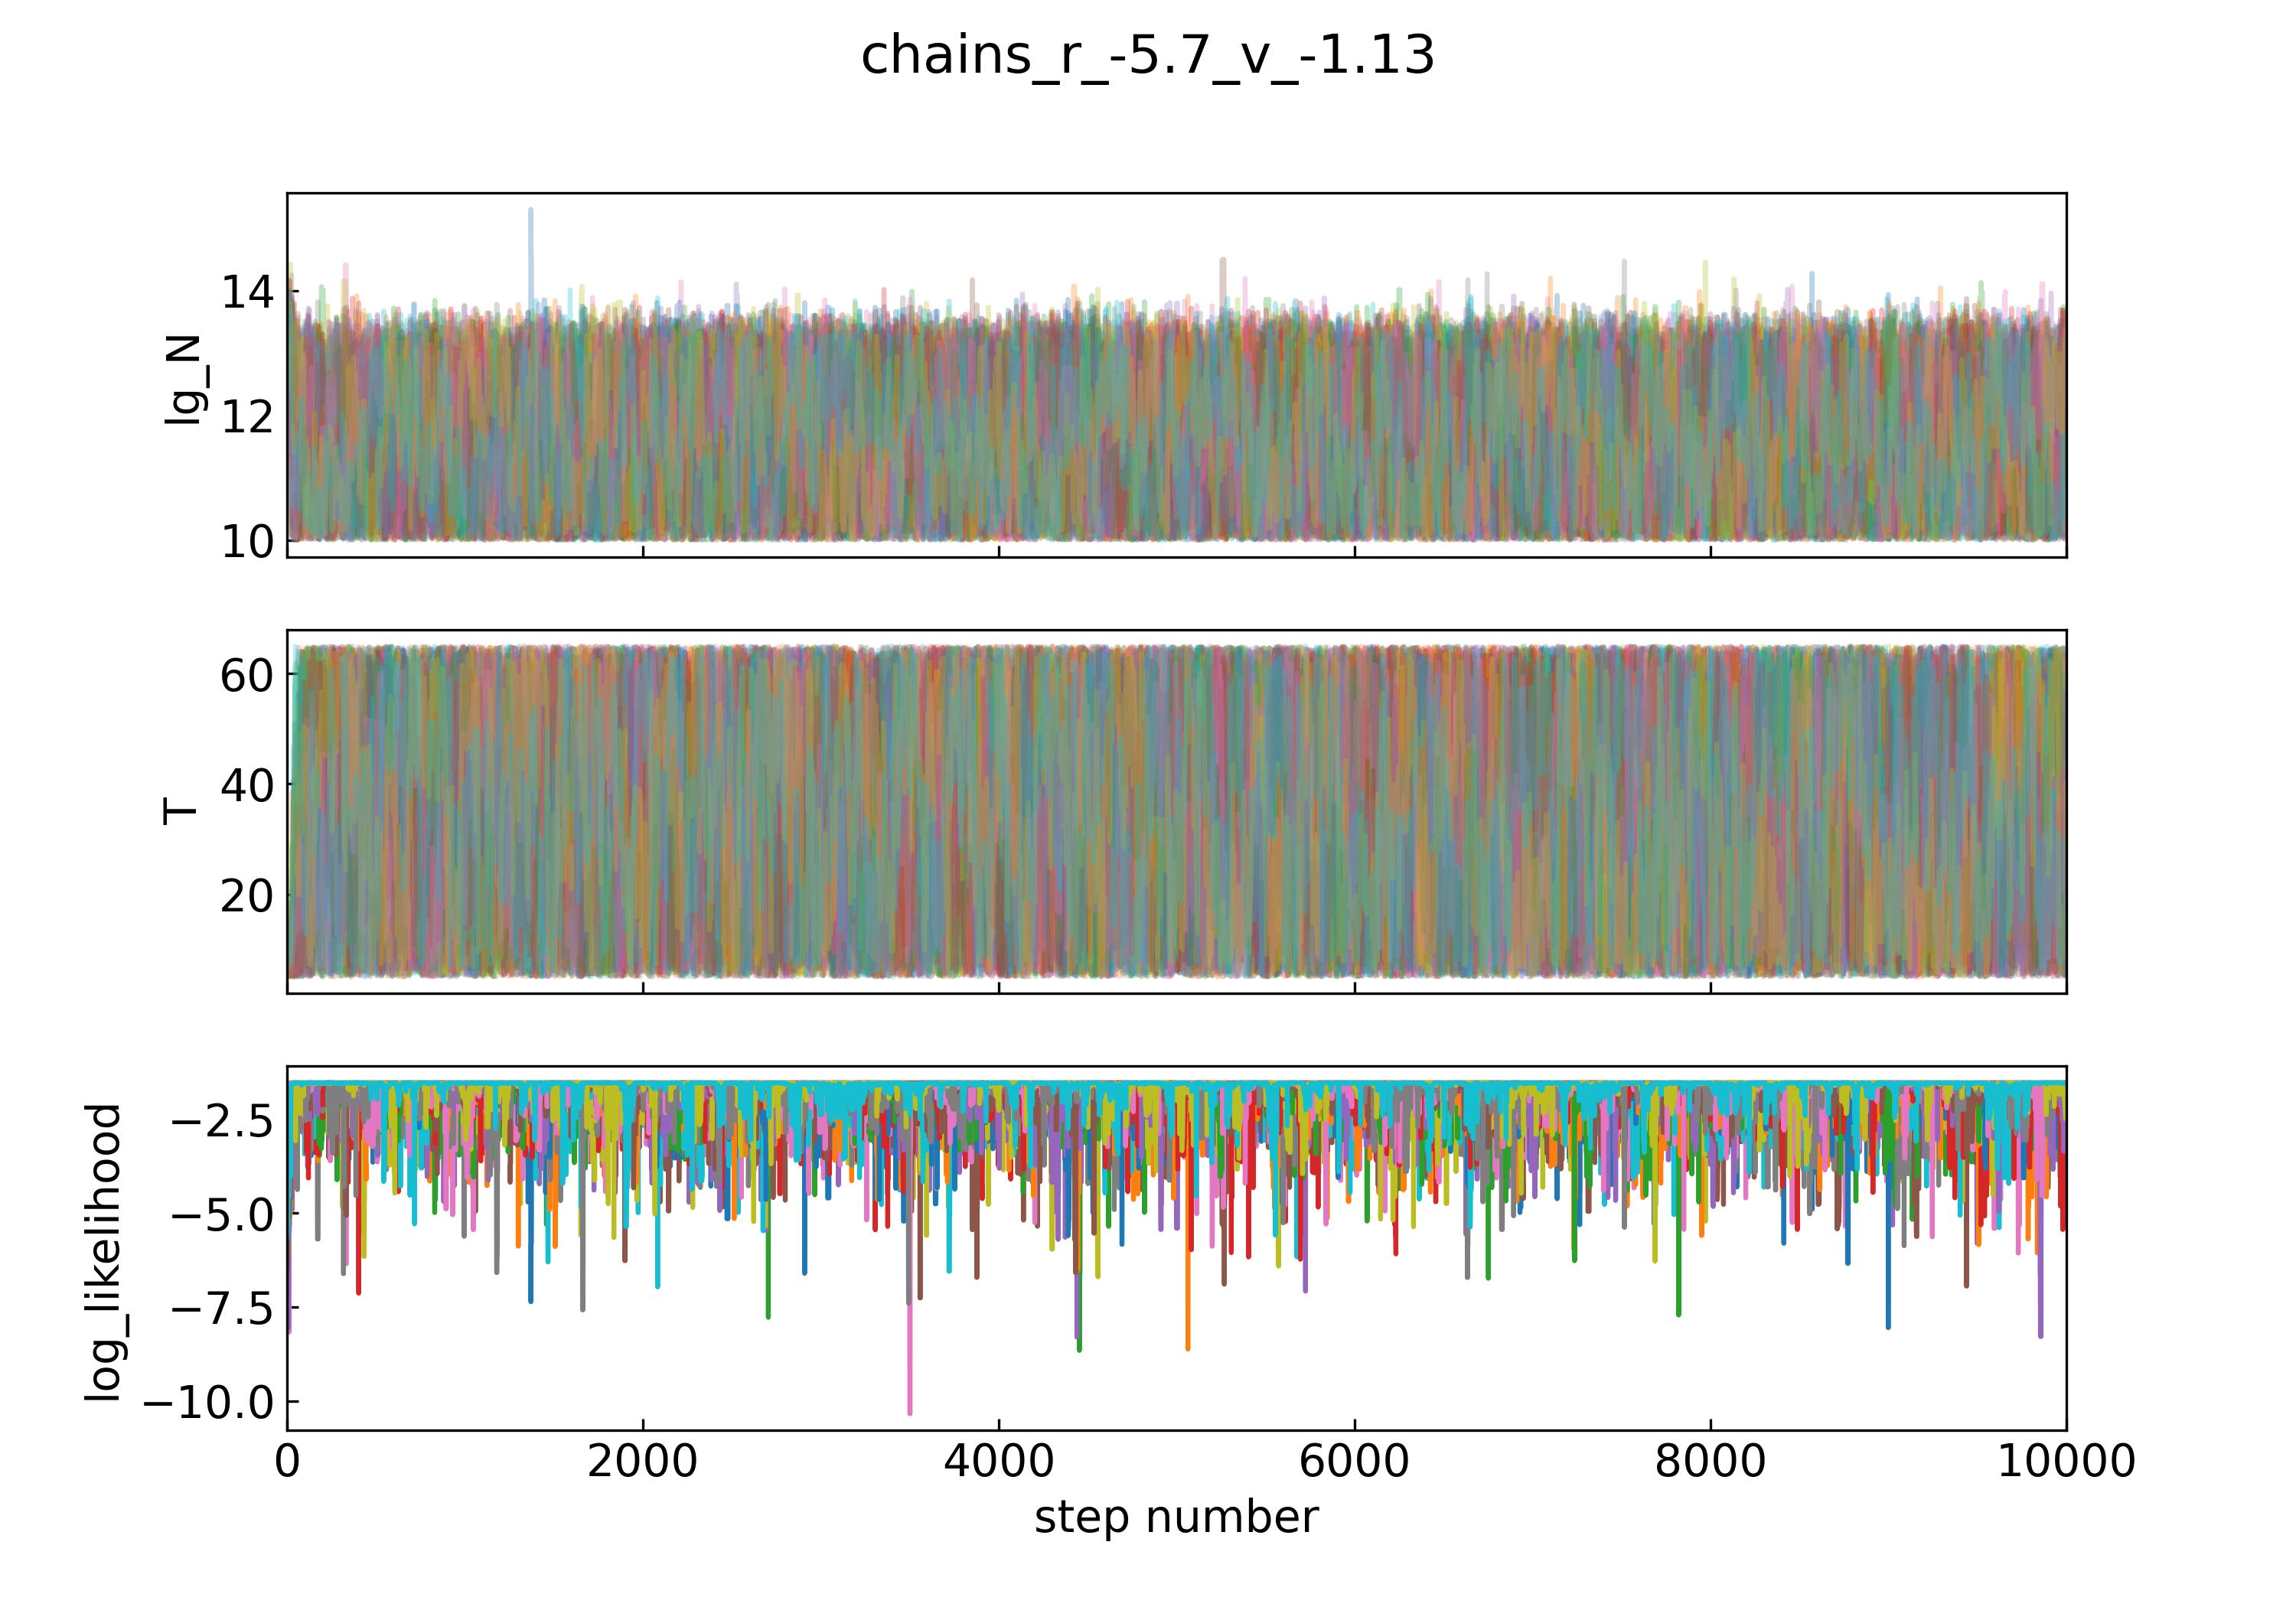 chains_r_-5.7_v_-1.13
14
12
10
lg_N
60
40
20
T
−2.5
−5.0
−7.5
−10.0
log_likelihood
0 2000 4000 6000 8000 10000
step number